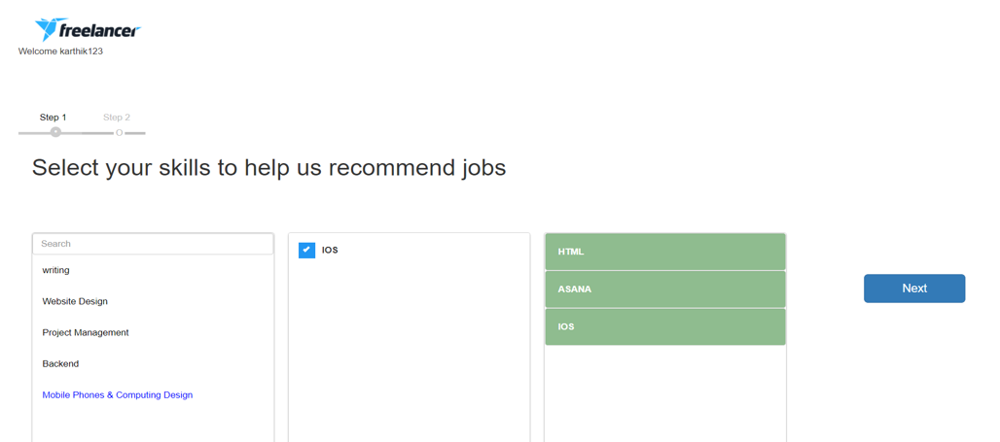 freelancer
Welcome karthik123
Step 1 Step 2
Select your skills to help us recommend jobs
Search
writing
Website Design
Project Management
Backend
Mobile Phones & Computing Design
IOS
HTML
ASANA
IOS
Next